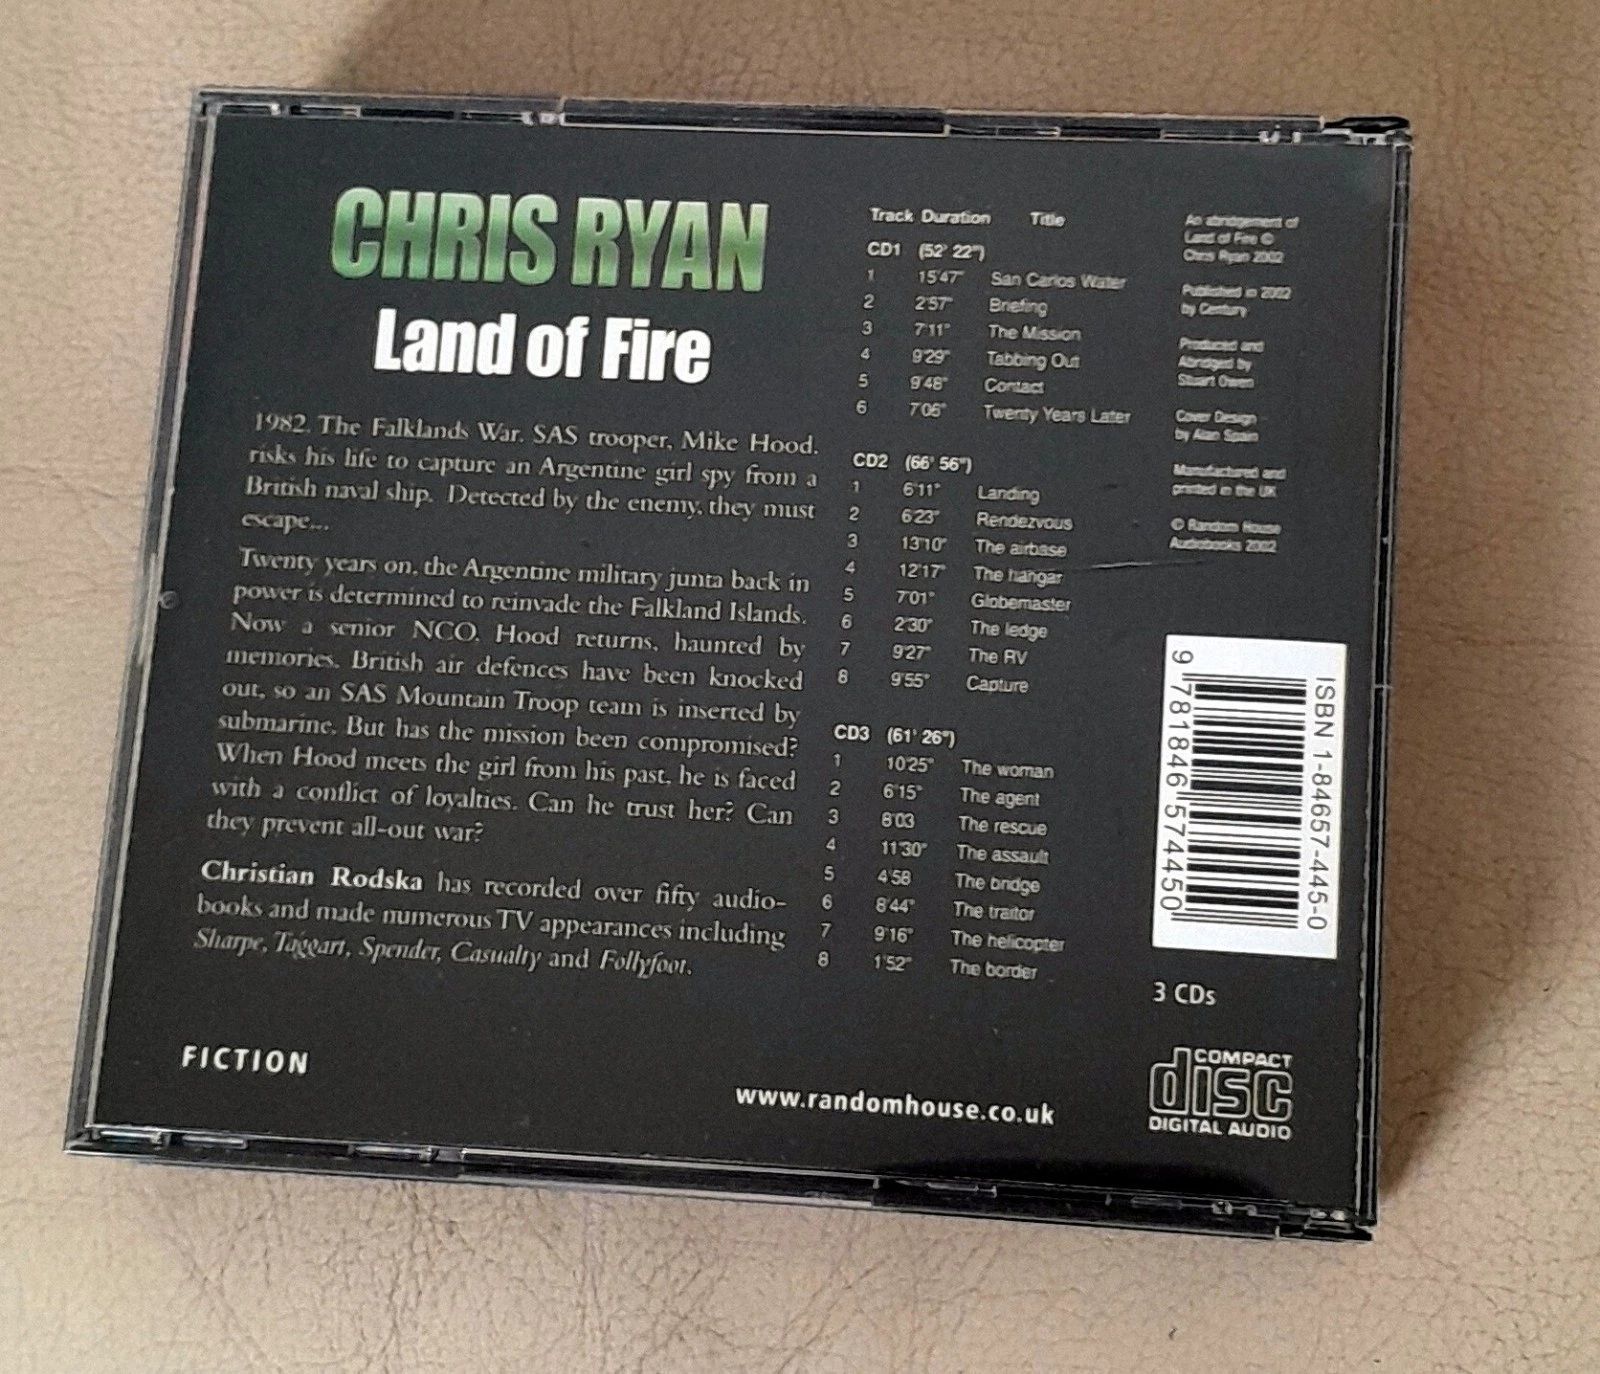 CHRIS RYAN
Land of Fire
1982. The Falklands War. SAS trooper, Mike Hood,
risks his life to capture an Argentine girl spy from a
British naval ship. Detected by the enemy, they must
escape...
Twenty years on, the Argentine military junta back in
power is determined to reinvade the Falkland Islands.
Now a senior NCO, Hood returns, haunted by
memories. British air defences have been knocked
out, so an SAS Mountain Troop team is inserted by
submarine. But has the mission been compromised?
When Hood meets the girl from his past, he is faced
with a conflict of loyalties. Can he trust her? Can
they prevent all-out war?
Christian Rodska has recorded over fifty audio-
books and made numerous TV appearances including
Sharpe, Taggart, Spender, Casualty and Follyfoot.
FICTION
Track Duration Title
CD1 (52' 22")
1 15'47" San Carlos Water
2 2'57" Briefing
3 7'11" The Mission
4 9'29" Tabbing Out
5 9'48" Contact
6 7'06" Twenty Years Later
CD2 (66' 56")
1 6'11" Landing
2 6'23" Rendezvous
3 13'10" The airbase
4 12'17" The hangar
5 7'01" Globemaster
6 2'30" The ledge
7 9'27" The RV
8 9'55" Capture
CD3 (61' 26")
1 10'25" The woman
2 6'15" The agent
3 8'03 The rescue
4 11'30" The assault
5 4'58 The bridge
6 8'44" The traitor
7 9'16" The helicopter
8 1'52" The border
www.randomhouse.co.uk
An abridgement of
Land of Fire ©
Chris Ryan 2002
Published in 2002
by Century
Produced and
Abridged by
Stuart Owen
Cover Design
by Alan Spain
Manufactured and
printed in the UK
© Random House
Audiobooks 2002
ISBN 1-84657-445-0
9 781846 574450
3 CDs
COMPACT
disc
DIGITAL AUDIO